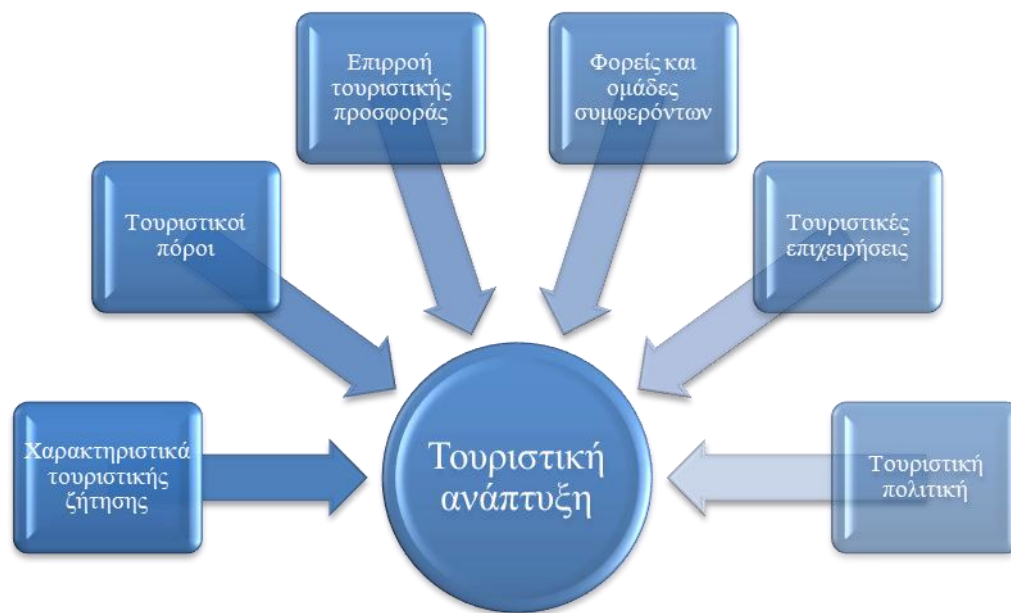 Επιρροή
τουριστικής
προσφοράς
Φορείς και
ομάδες
συμφερόντων
Τουριστικοί
πόροι
Τουριστικές
επιχειρήσεις
Χαρακτηριστικά
τουριστικής
ζήτησης
Τουριστική
ανάπτυξη
Τουριστική
πολιτική